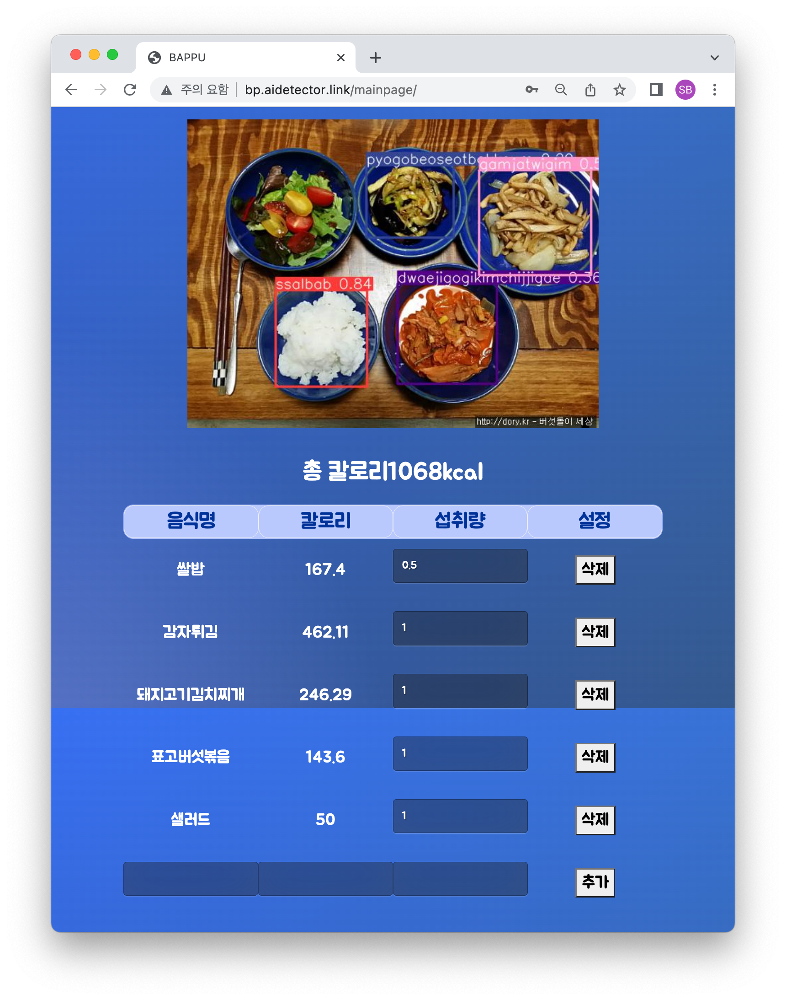 BAPPU
주의 요함
bp.aidetector.link/mainpage/
gamjatwigim 0.5
dwaejigogikimchijjigae 0.36
ssalbab 0.84
http://dory.kr - 버섯돌이 세상
총 칼로리1068kcal
음식명 칼로리 섭취량 설정
쌀밥 167.4 0.5 삭제
감자튀김 462.11 1 삭제
돼지고기김치찌개 246.29 1 삭제
표고버섯볶음 143.6 1 삭제
샐러드 50 1 삭제
추가
SB